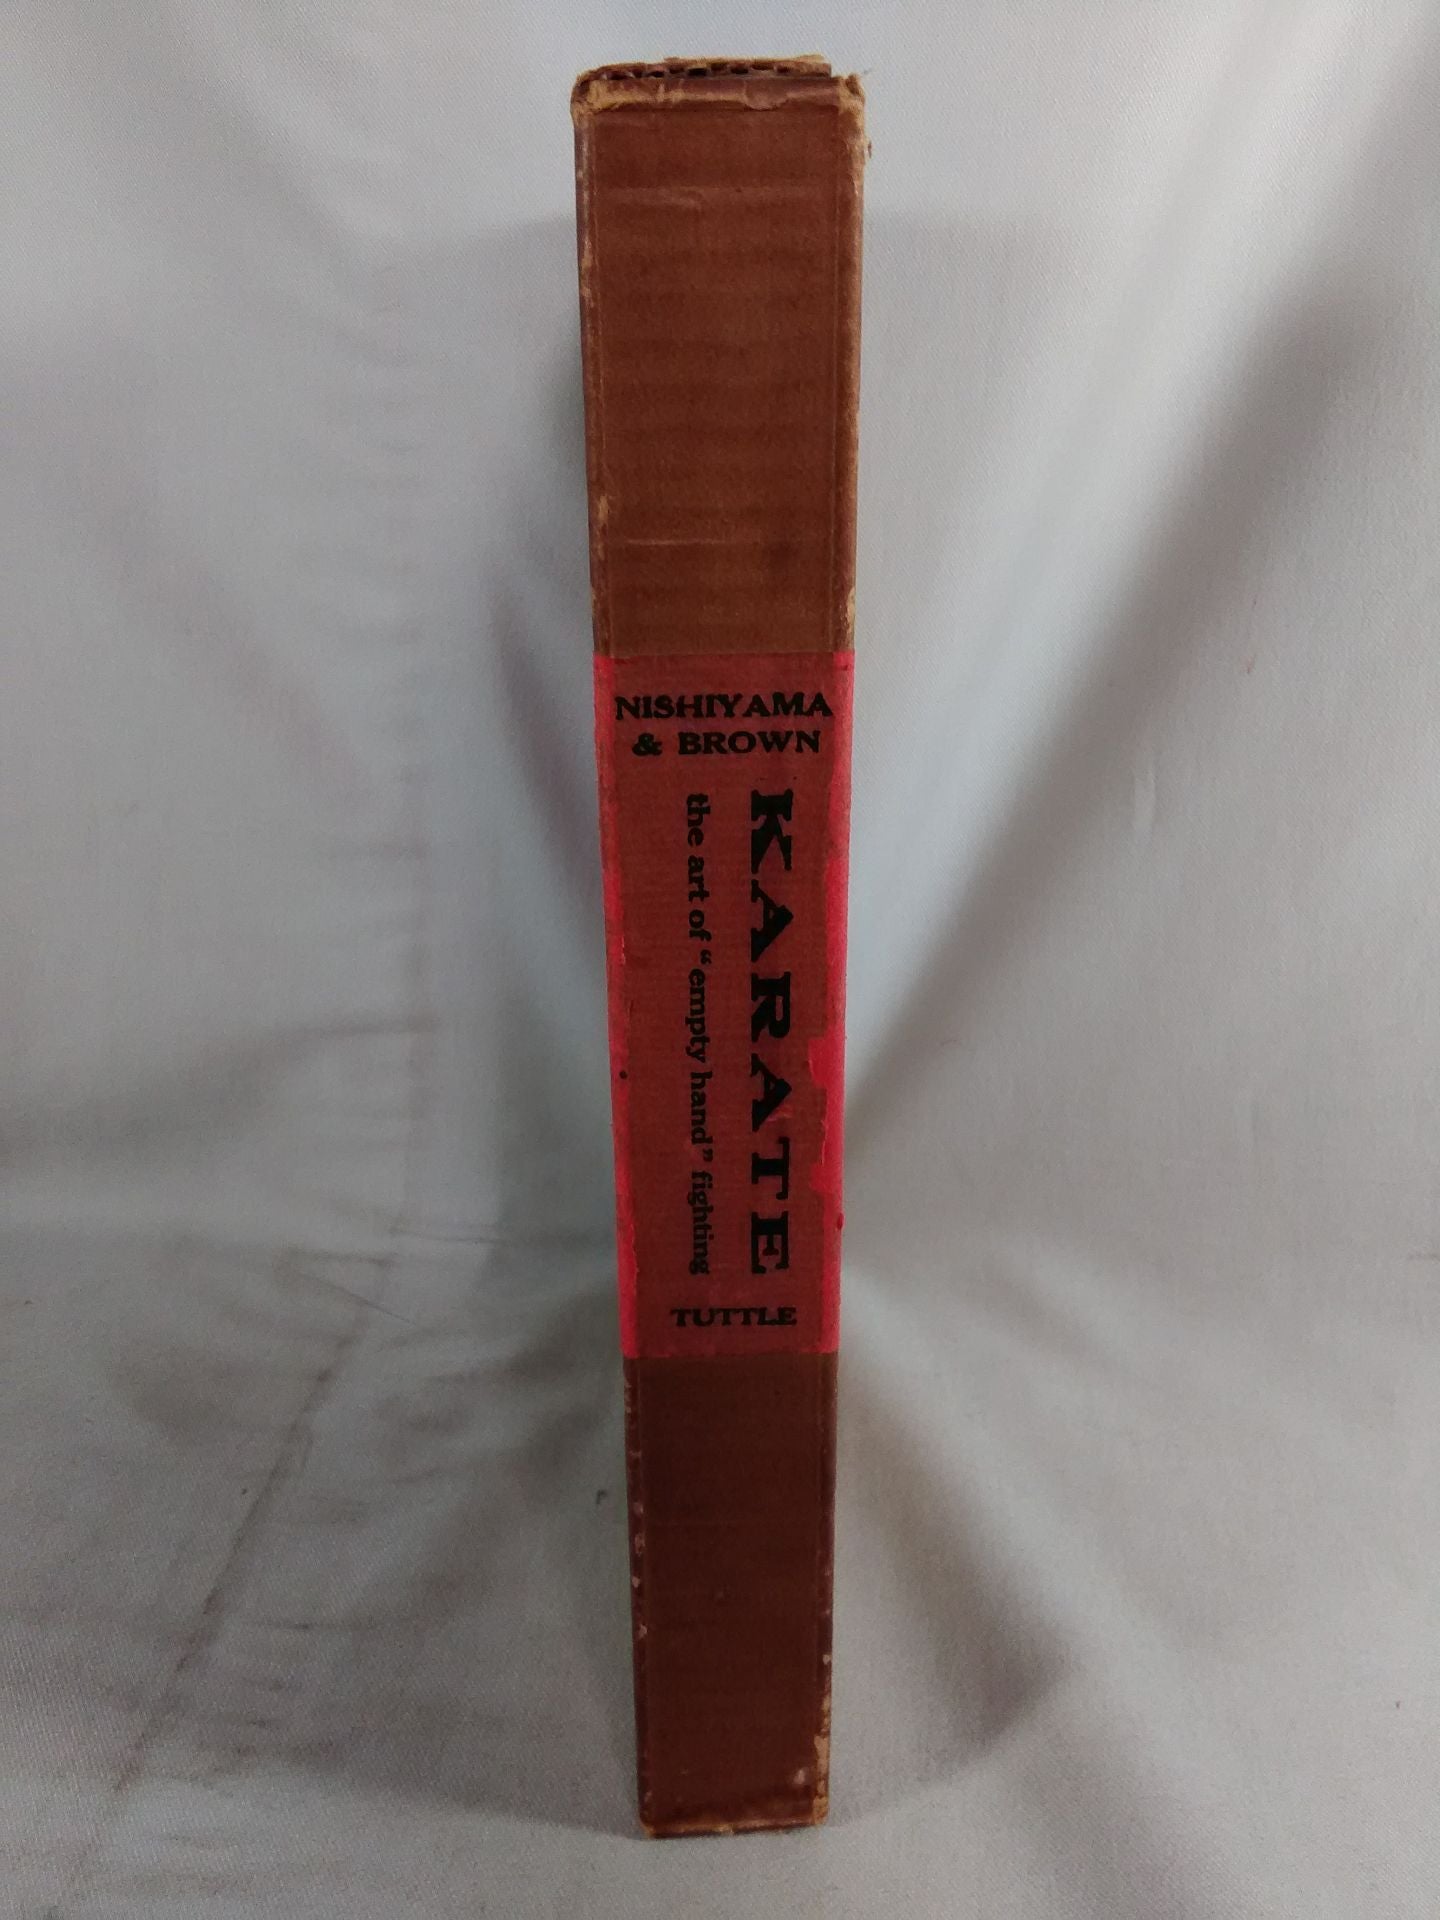 NISHIYAMA
& BROWN
KARATE
the art of “empty hand” fighting
TUTTLE